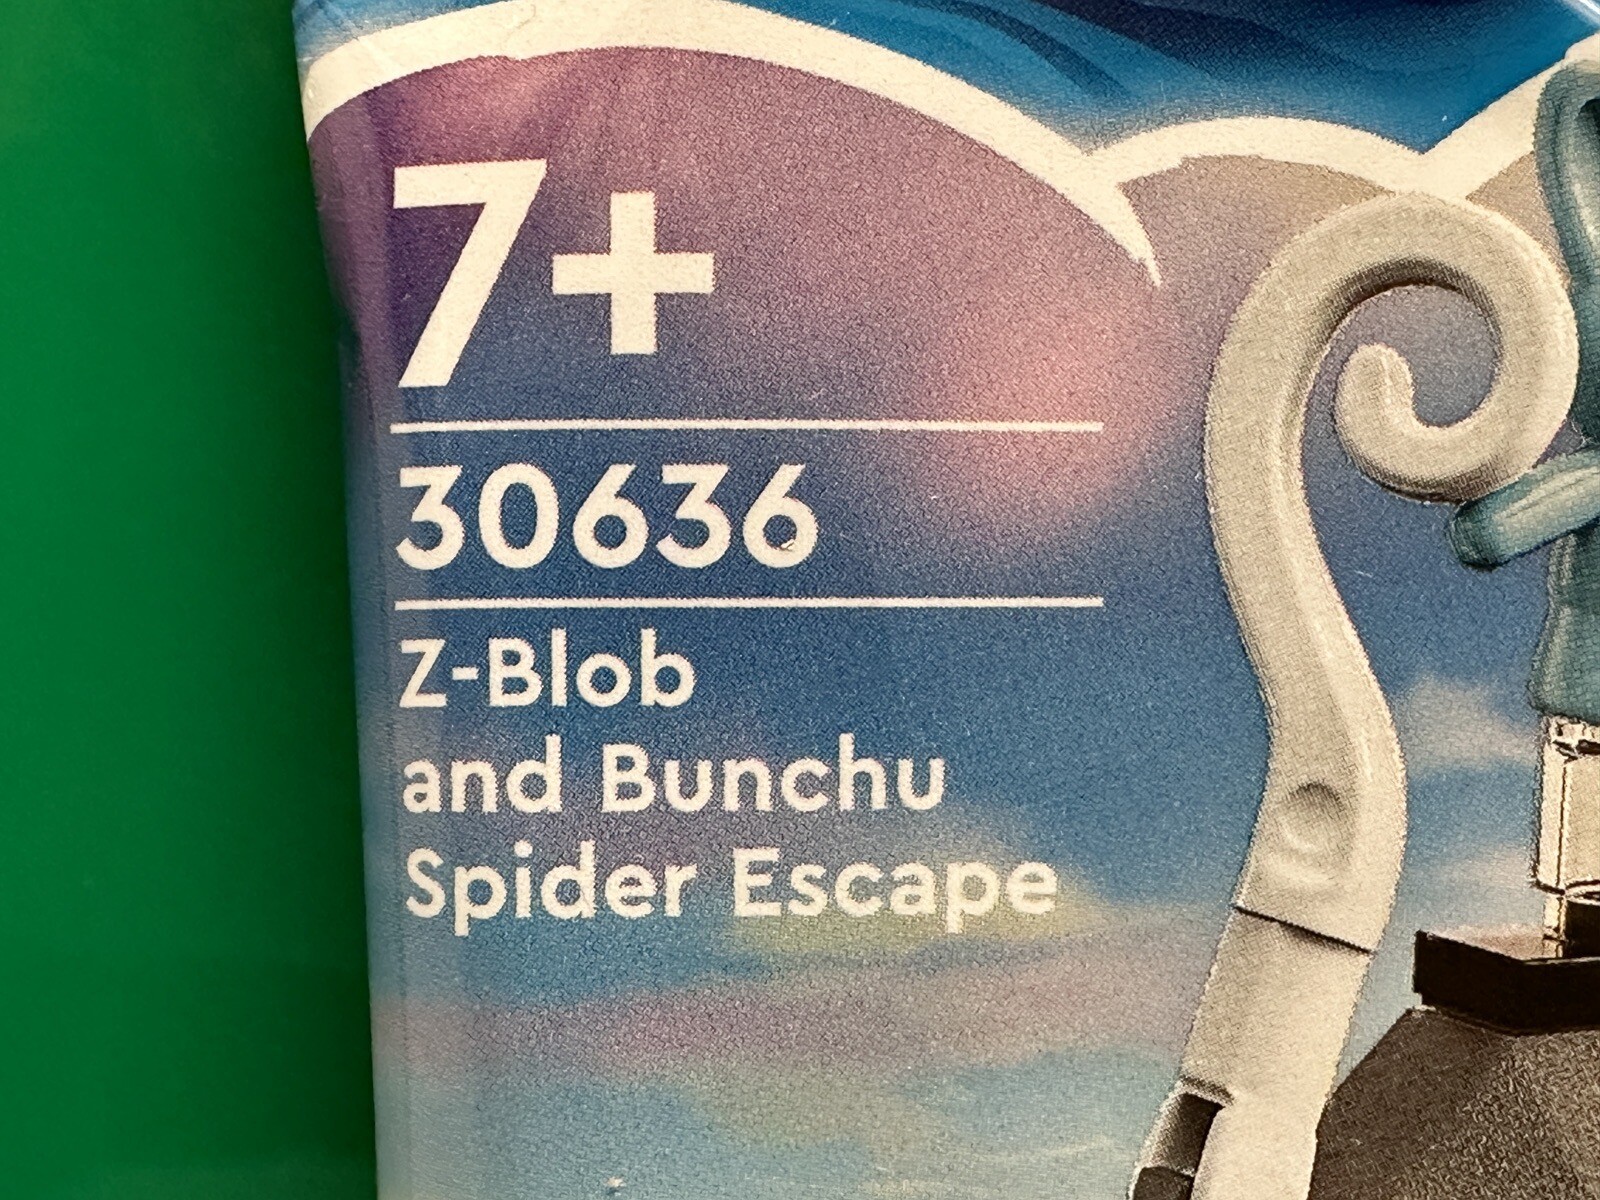 7+
30636
Z-Blob
and Bunchu
Spider Escape